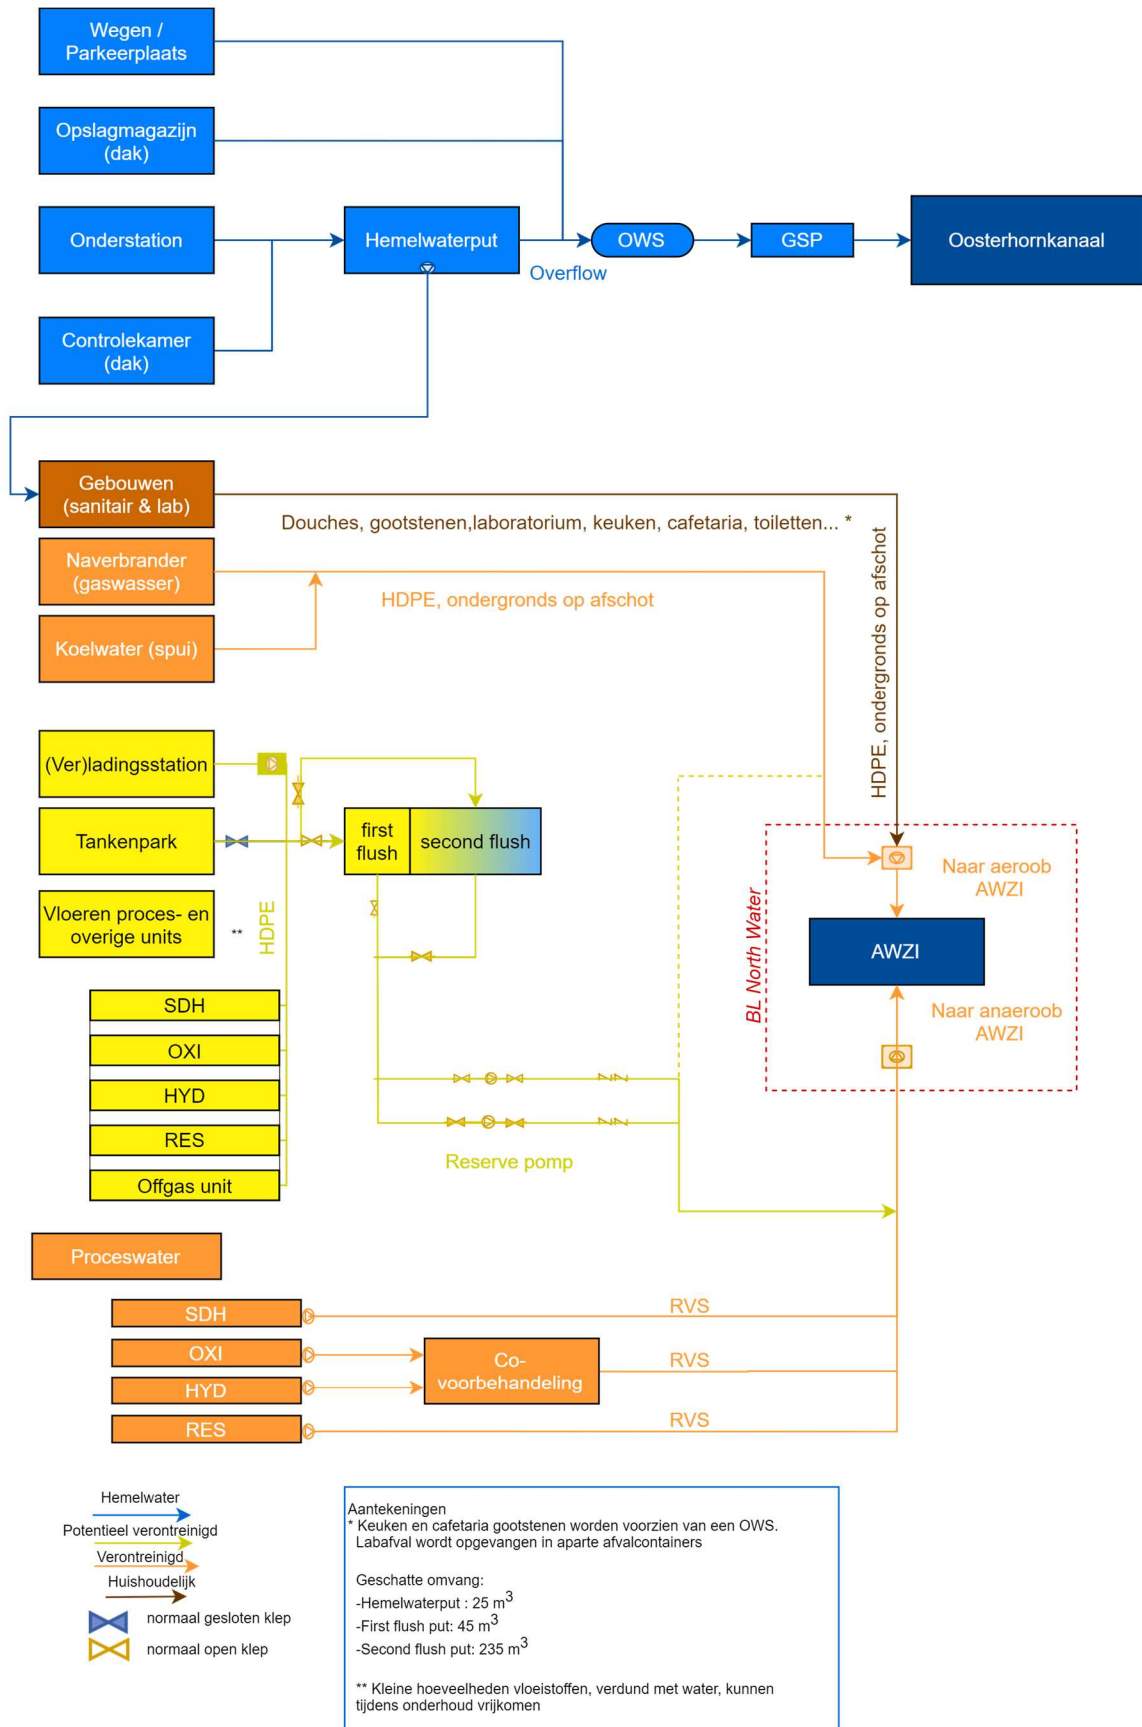 Wegen /
Parkeerplaats
Opslagmagazijn
(dak)
Onderstation
Hemelwaterput
OWS
GSP
Oosterhornkanaal
Overflow
Controlekamer
(dak)
Gebouwen
(sanitair & lab)
Douches, gootstenen,laboratorium, keuken, cafetaria, toiletten... *
Naverbrander
(gaswasser)
HDPE, ondergronds op afschot
HDPE, ondergronds op afschot
Koelwater (spui)
(Ver)ladingsstation
Tankenpark
first
flush
second flush
Vloeren proces- en
overige units
**
HDPE
BL North Water
Naar aeroob
AWZI
AWZI
Naar anaeroob
AWZI
SDH
OXI
HYD
RES
Offgas unit
Reserve pomp
Proceswater
SDH
RVS
OXI
Co-
voorbehandeling
RVS
HYD
RES
RVS
Hemelwater
Potentieel verontreinigd
Verontreinigd
Huishoudelijk
normaal gesloten klep
normaal open klep
Aantekeningen
* Keuken en cafetaria gootstenen worden voorzien van een OWS.
Labafval wordt opgevangen in aparte afvalcontainers
Geschatte omvang:
-Hemelwaterput : 25 m³
-First flush put: 45 m³
-Second flush put: 235 m³
** Kleine hoeveelheden vloeistoffen, verdund met water, kunnen
tijdens onderhoud vrijkomen